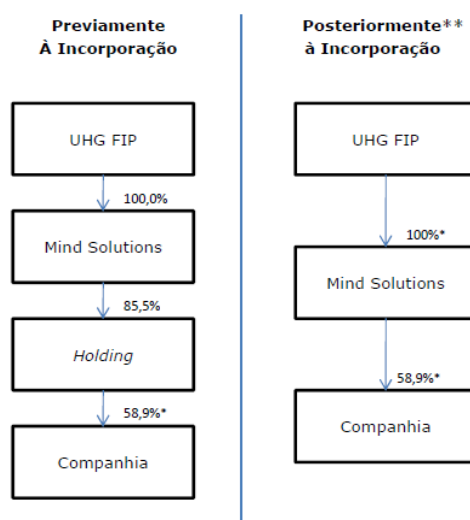 Previamente
À Incorporação
UHG FIP
100,0%
Mind Solutions
85,5%
Holding
58,9%*
Companhia
Posteriormente**
à Incorporação
UHG FIP
100%*
Mind Solutions
58,9%*
Companhia